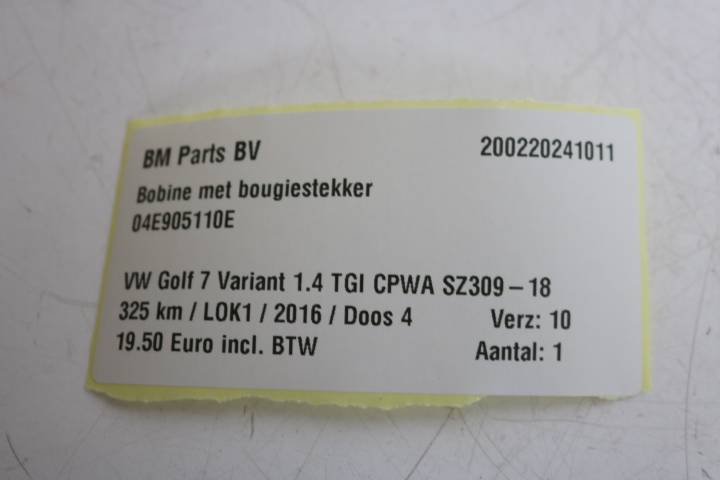 BM Parts BV 200220241011
Bobine met bougiestekker
04E905110E
VW Golf 7 Variant 1.4 TGI CPWA SZ309-18
325 km / LOK1 / 2016 / Doos 4 Verz: 10
19.50 Euro incl. BTW Aantal: 1